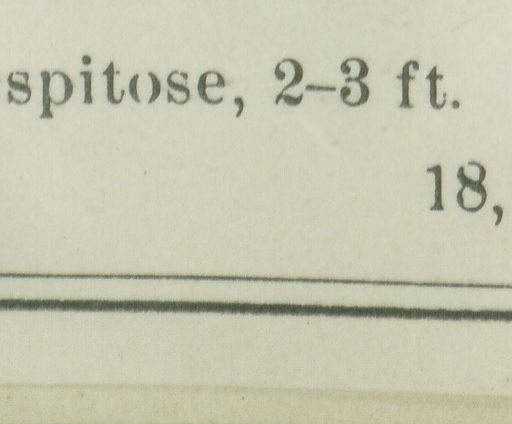 spitose, 2–3 ft.
18,